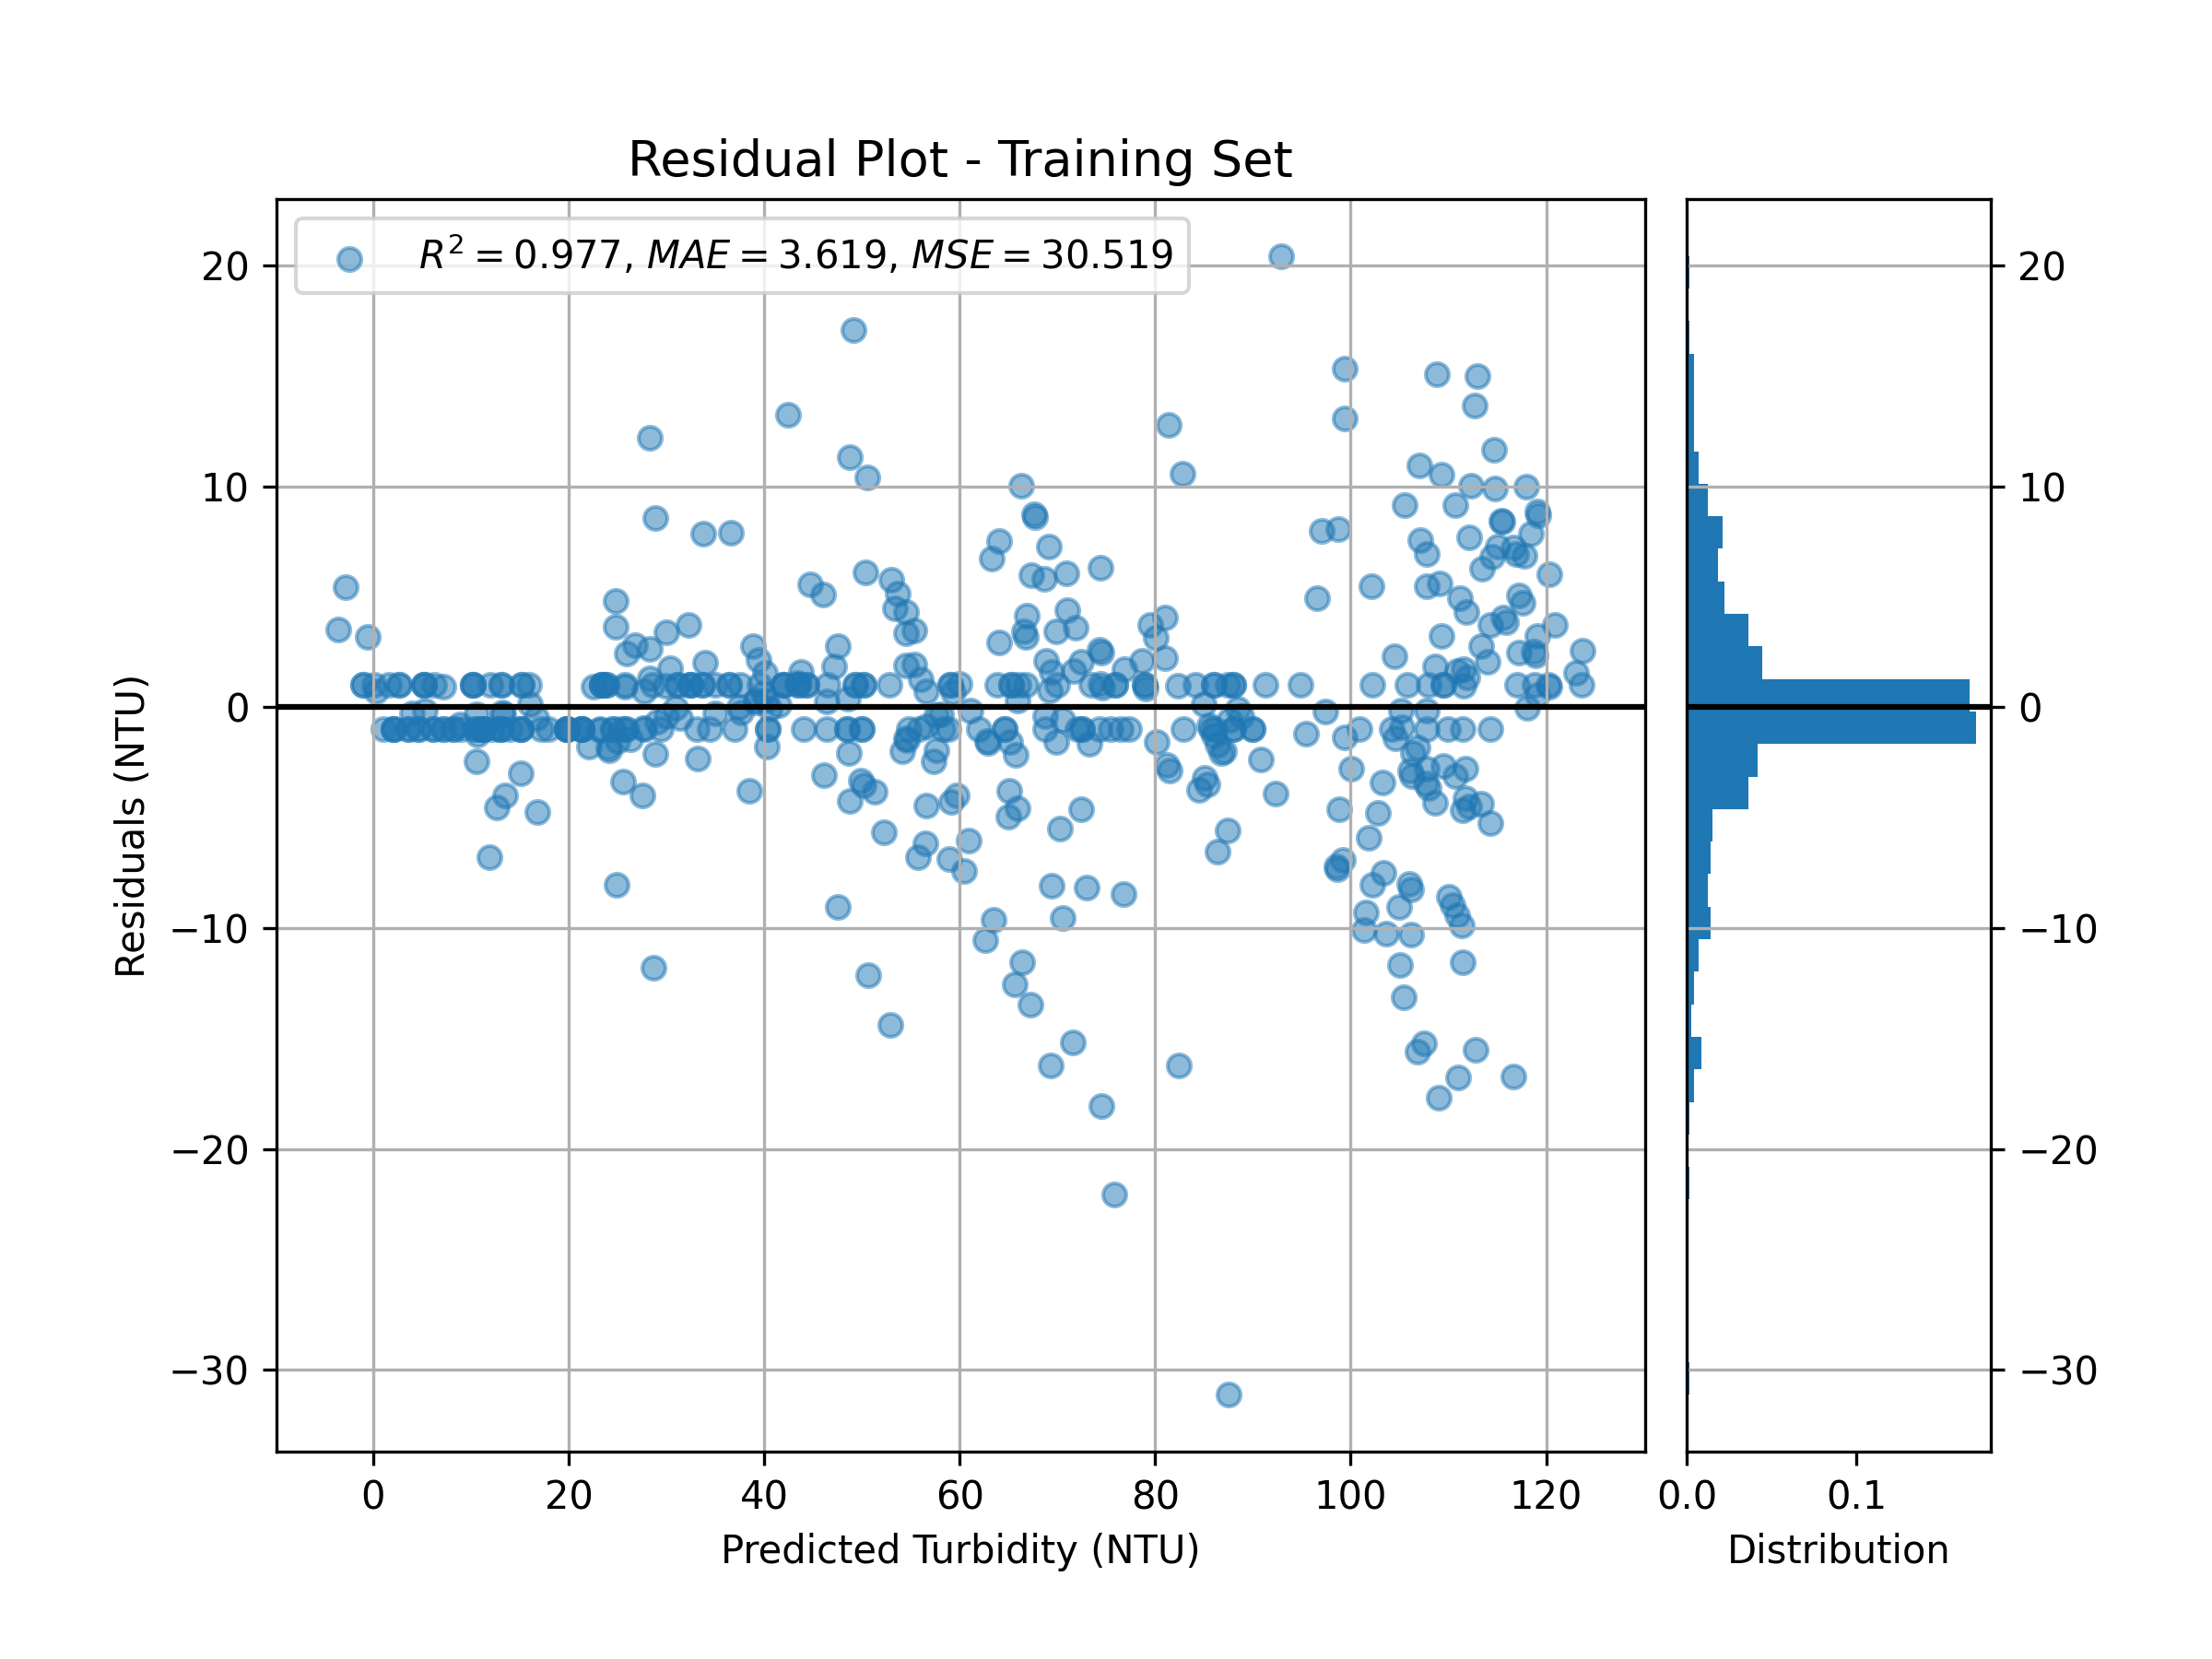 Residual Plot - Training Set
R² = 0.977, MAE = 3.619, MSE = 30.519
20
10
0
−10
−20
−30
Residuals (NTU)
0 20 40 60 80 100 120
Predicted Turbidity (NTU)
20
10
0
−10
−20
−30
0.0 0.1
Distribution